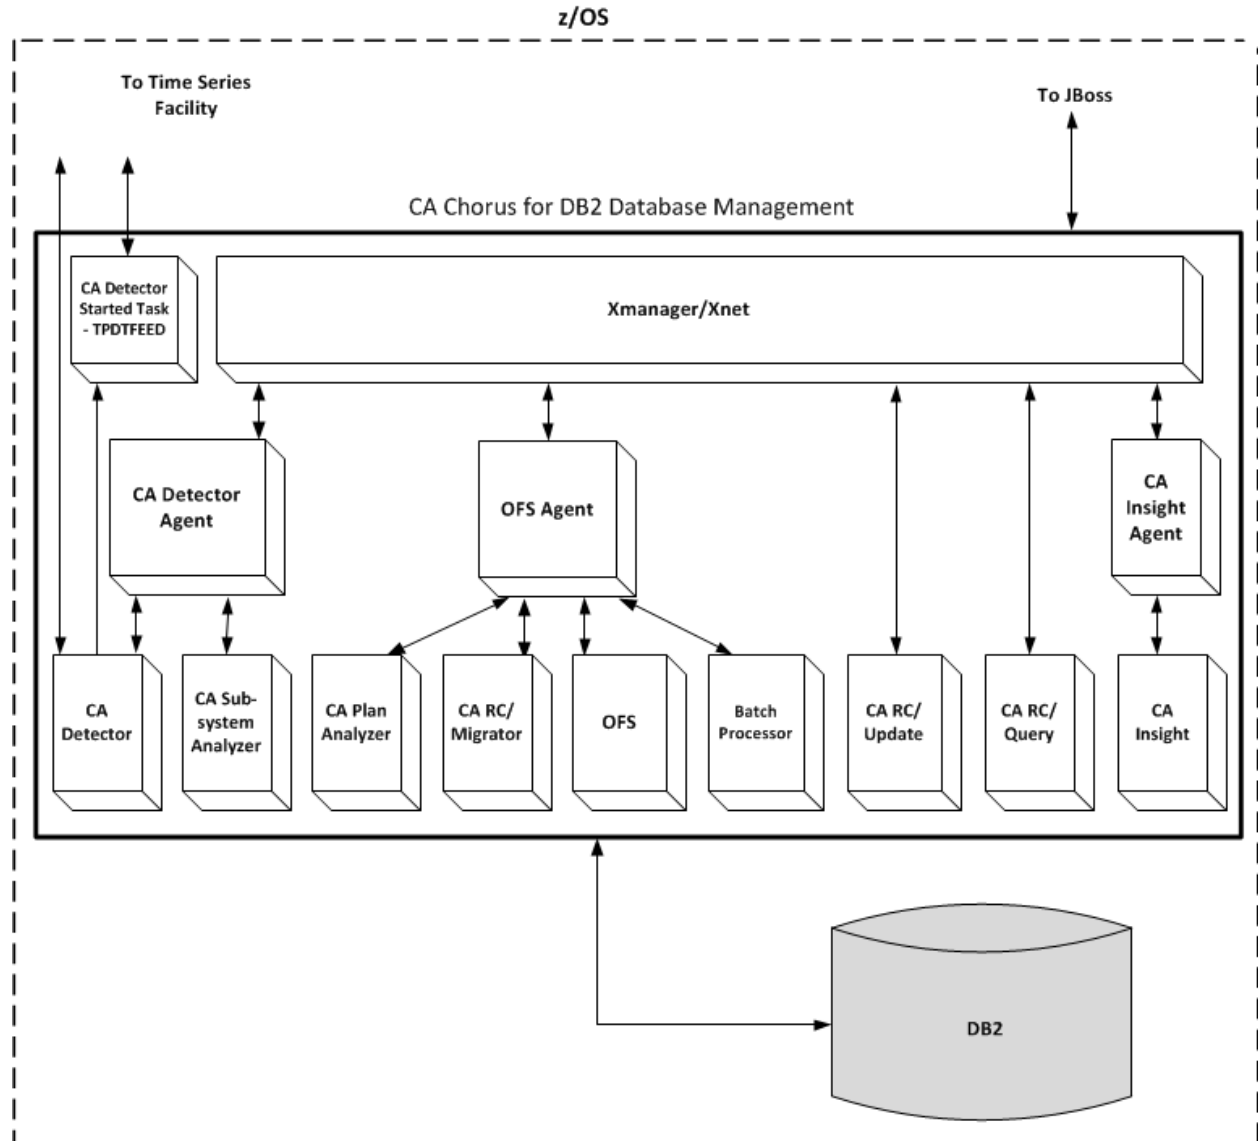 z/OS
To Time Series
Facility
To JBoss
CA Chorus for DB2 Database Management
CA Detector
Started Task
- TPDTFEED
Xmanager/Xnet
CA Detector
Agent
OFS Agent
CA
Insight
Agent
CA
Detector
CA Sub-
system
Analyzer
CA Plan
Analyzer
CA RC/
Migrator
OFS
Batch
Processor
CA RC/
Update
CA RC/
Query
CA
Insight
DB2